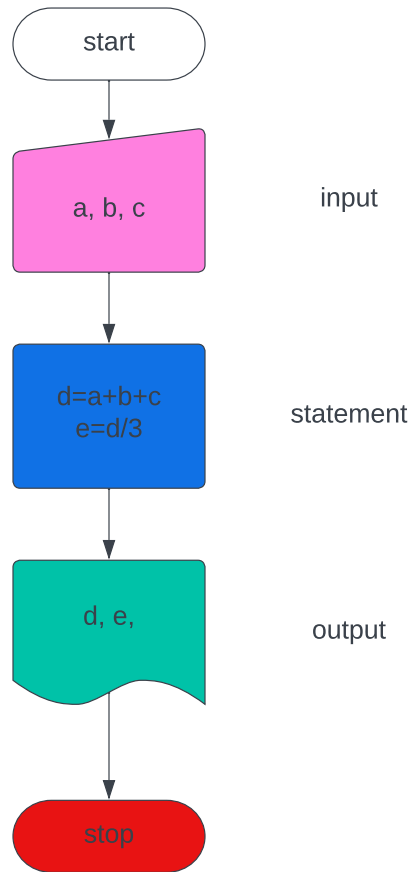 start
a, b, c
input
d=a+b+c
e=d/3
statement
d, e,
output
stop